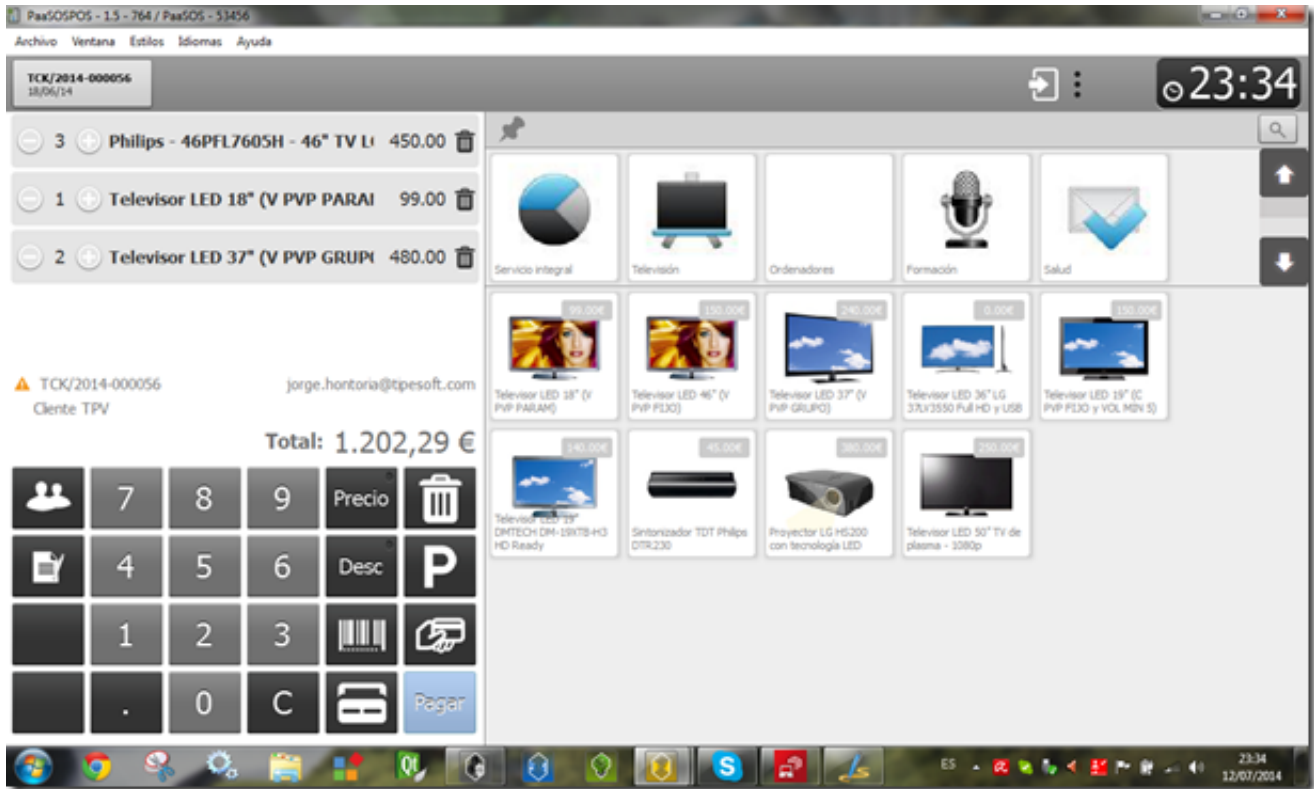 PaaSOSPOS - 1.5 - 764 / PaaSOS - 53456
Archivo Ventana Estilos Idiomas Ayuda
TCK/2014-000056
18/06/14
23:34
3 Philips - 46PFL7605H - 46" TV L 450.00
1 Televisor LED 18" (V PVP PARAI 99.00
2 Televisor LED 37" (V PVP GRUP 480.00
TCK/2014-000056 jorge.hontoria@tipesoft.com
Cliente TPV
Total: 1.202,29 €
7 8 9 Precio
4 5 6 Desc P
1 2 3
. 0 C Pagar
Servicio integral
Televisión
Ordenadores
Formación
Salud
99.00€
Televisor LED 18" (V
PVP PARAM)
150.00€
Televisor LED 46" (V
PVP FIJO)
240.00€
Televisor LED 37" (V
PVP GRUPO)
0.00€
Televisor LED 36" LG
37LV3550 Full HD y USB
150.00€
Televisor LED 19" (C
PVP FIJO y VOL MIN 5)
140.00€
Televisor LED 19"
DMTECH DM-19XTB-H3
HD Ready
45.00€
Sintonizador TDT Philips
DTR230
380.00€
Proyector LG HS200
con tecnología LED
250.00€
Televisor LED 50" TV de
plasma - 1080p
Qt
S
ES
23:34
12/07/2014